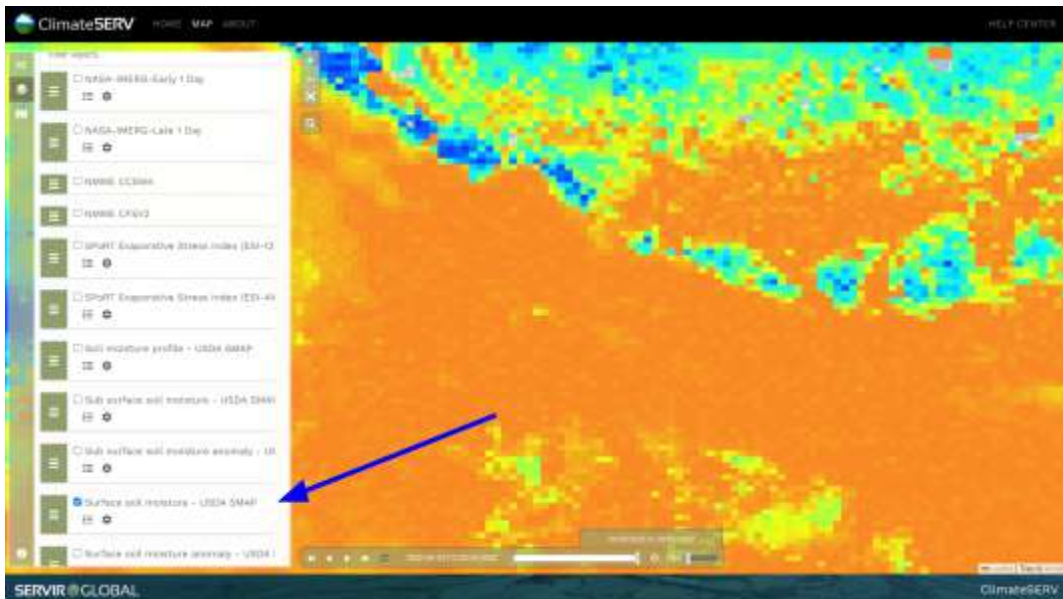 ClimateSERV HOME MAP ABOUT HELP CENTER
NASA-IMERG-Early 1 Day
NASA-IMERG-Late 1 Day
NMME CCSM4
NMME CFSV2
SPoRT Evaporative Stress Index (ESI-12
SPoRT Evaporative Stress Index (ESI-4W
Soil moisture profile - USDA SMAP
Sub surface soil moisture - USDA SMAP
Sub surface soil moisture anomaly - US
Surface soil moisture - USDA SMAP
Surface soil moisture anomaly - USDA
SERVIR GLOBAL ClimateSERV